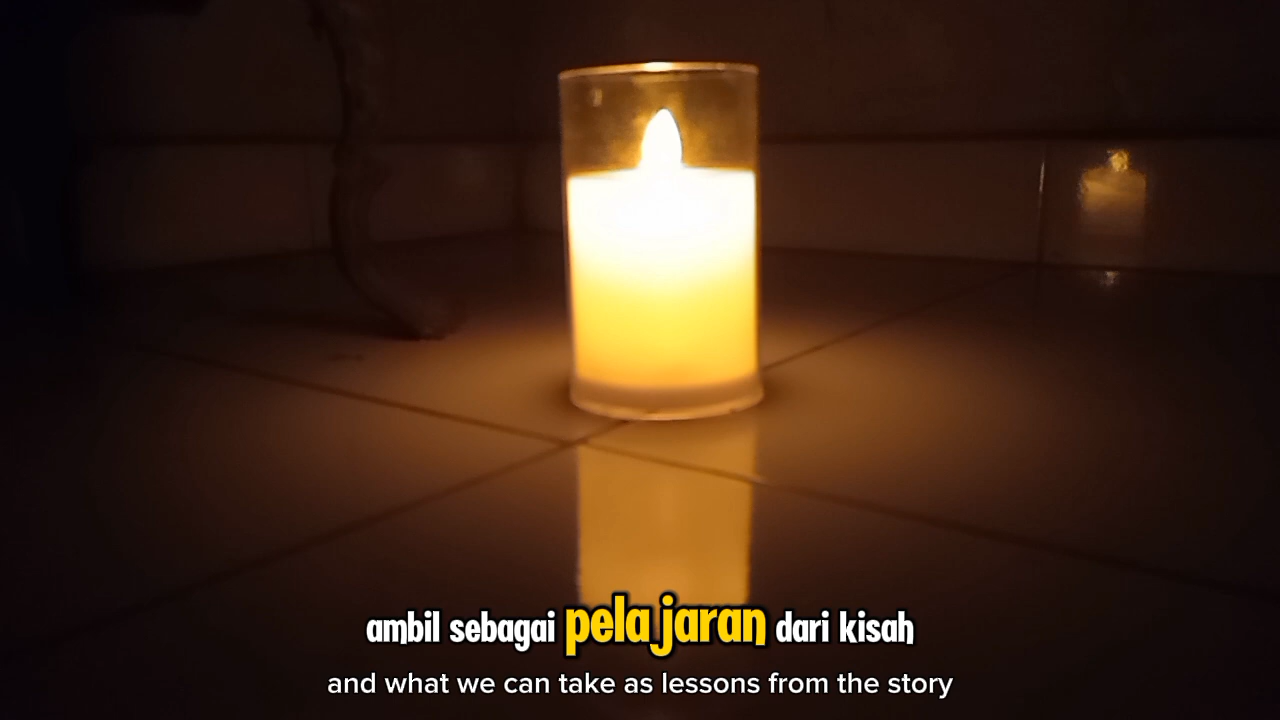 ambil sebagai pelajaran dari kisah
and what we can take as lessons from the story